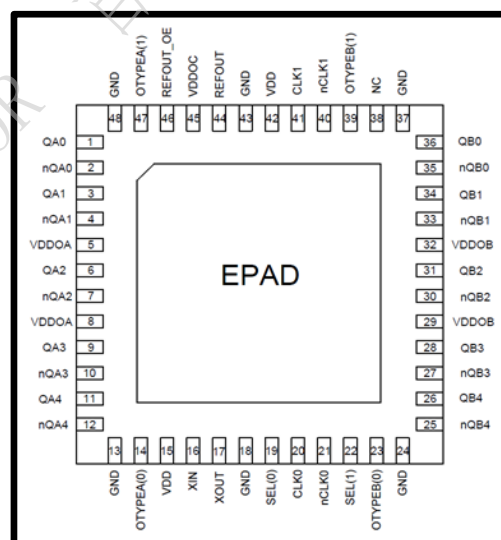 GND
OTYPEA(1)
REFOUT_OE
VDDOC
REFOUT
GND
VDD
CLK1
nCLK1
OTYPEB(1)
NC
GND
48 47 46 45 44 43 42 41 40 39 38 37
QA0 1 36 QB0
nQA0 2 35 nQB0
QA1 3 34 QB1
nQA1 4 33 nQB1
VDDOA 5 32 VDDOB
QA2 6 31 QB2
nQA2 7 30 nQB2
VDDOA 8 29 VDDOB
QA3 9 28 QB3
nQA3 10 27 nQB3
QA4 11 26 QB4
nQA4 12 25 nQB4
EPAD
13 14 15 16 17 18 19 20 21 22 23 24
GND
OTYPEA(0)
VDD
XIN
XOUT
GND
SEL(0)
CLK0
nCLK0
SEL(1)
OTYPEB(0)
GND
OR